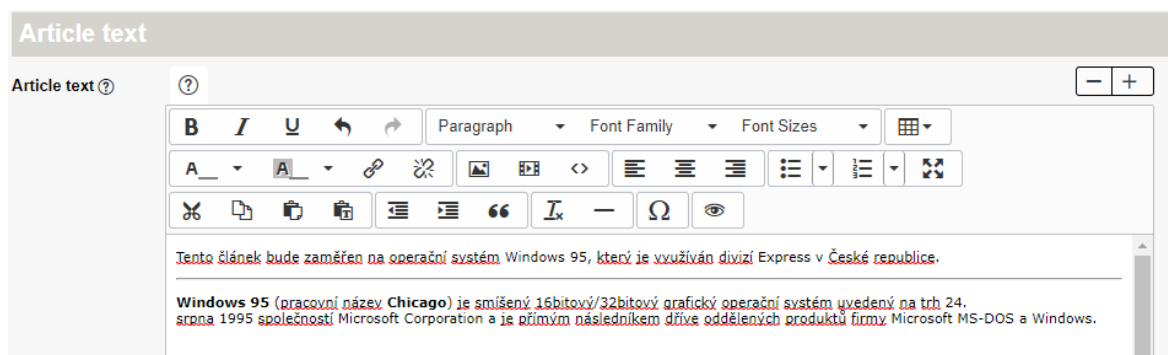 Article text
Article text
Paragraph Font Family Font Sizes
Tento článek bude zaměřen na operační systém Windows 95, který je využíván divizí Express v České republice.
Windows 95 (pracovní název Chicago) je smíšený 16bitový/32bitový grafický operační systém uvedený na trh 24.
srpna 1995 společností Microsoft Corporation a je přímým následníkem dříve oddělených produktů firmy Microsoft MS-DOS a Windows.